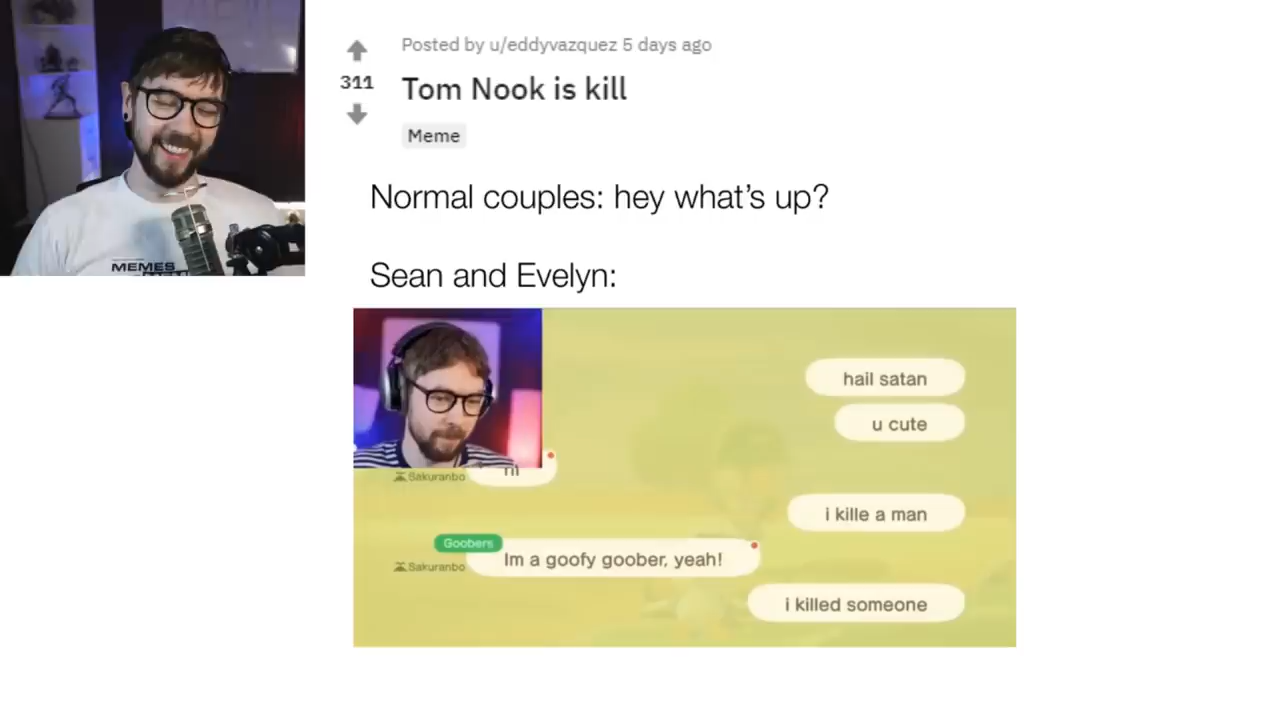 Posted by u/eddyvazquez 5 days ago
311
Tom Nook is kill
Meme
Normal couples: hey what's up?
Sean and Evelyn:
hail satan
u cute
Sakuranbo
i kille a man
Goobers
Im a goofy goober, yeah!
Sakuranbo
i killed someone
MEMES